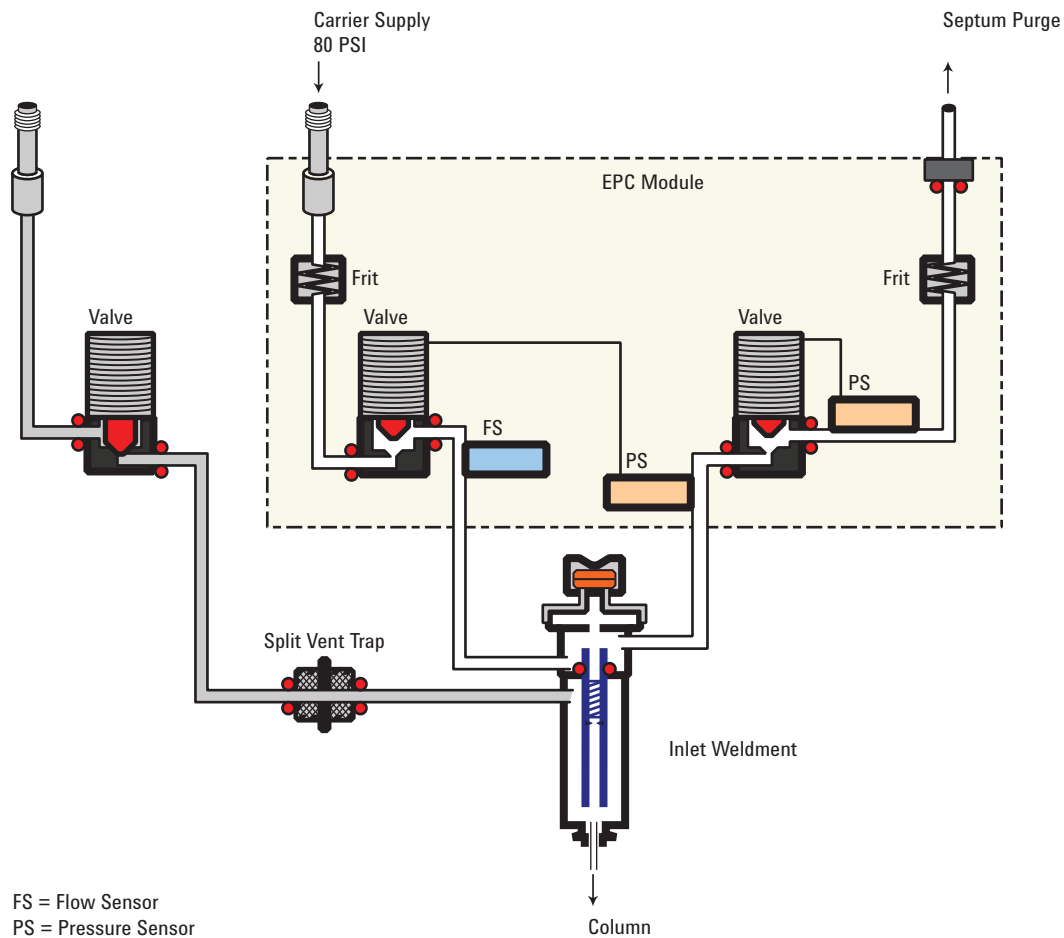 Carrier Supply
80 PSI
Septum Purge
EPC Module
Frit
Frit
Valve
Valve
Valve
PS
FS
PS
Split Vent Trap
Inlet Weldment
FS = Flow Sensor
PS = Pressure Sensor
Column